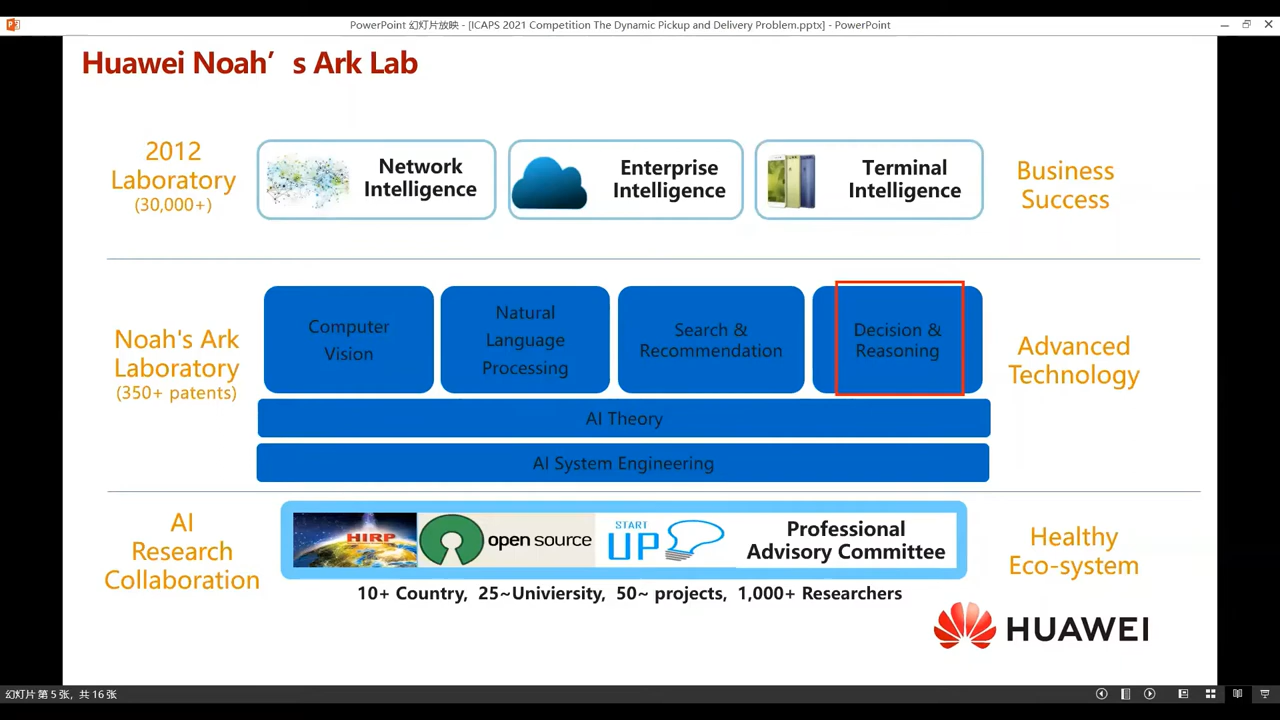 PowerPoint 幻灯片放映 - [ICAPS 2021 Competition The Dynamic Pickup and Delivery Problem.pptx] - PowerPoint
Huawei Noah’s Ark Lab
2012
Laboratory
(30,000+)
Network
Intelligence
Enterprise
Intelligence
Terminal
Intelligence
Business
Success
Noah's Ark
Laboratory
(350+ patents)
Computer
Vision
Natural
Language
Processing
Search &
Recommendation
Decision &
Reasoning
Advanced
Technology
AI Theory
AI System Engineering
AI
Research
Collaboration
HIRP
open source
START
UP
Professional
Advisory Committee
Healthy
Eco-system
10+ Country, 25~Univiersity, 50~ projects, 1,000+ Researchers
HUAWEI
幻灯片 第 5 张，共 16 张